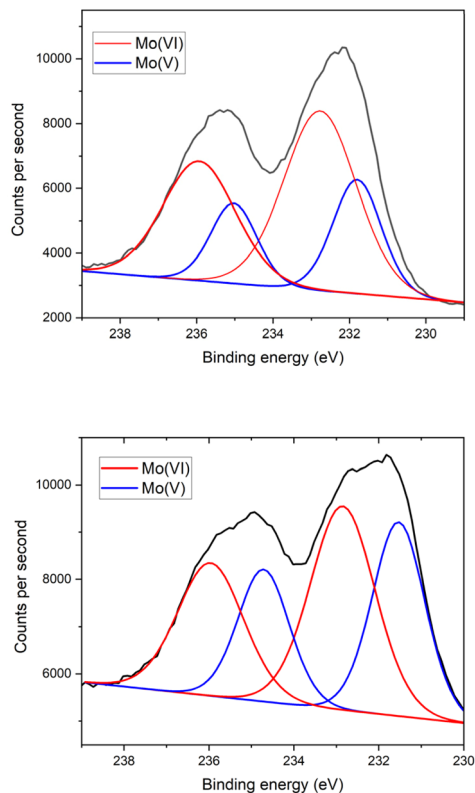 Mo(VI)
Mo(V)
10000
8000
6000
4000
2000
Counts per second
238 236 234 232 230
Binding energy (eV)
Mo(VI)
Mo(V)
10000
8000
6000
Counts per second
238 236 234 232 230
Binding energy (eV)